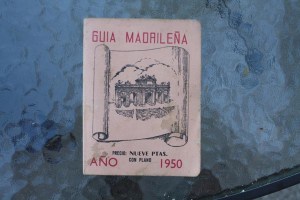 GUIA MADRILEÑA
PRECIO: NUEVE PTAS.
CON PLANO
AÑO 1950